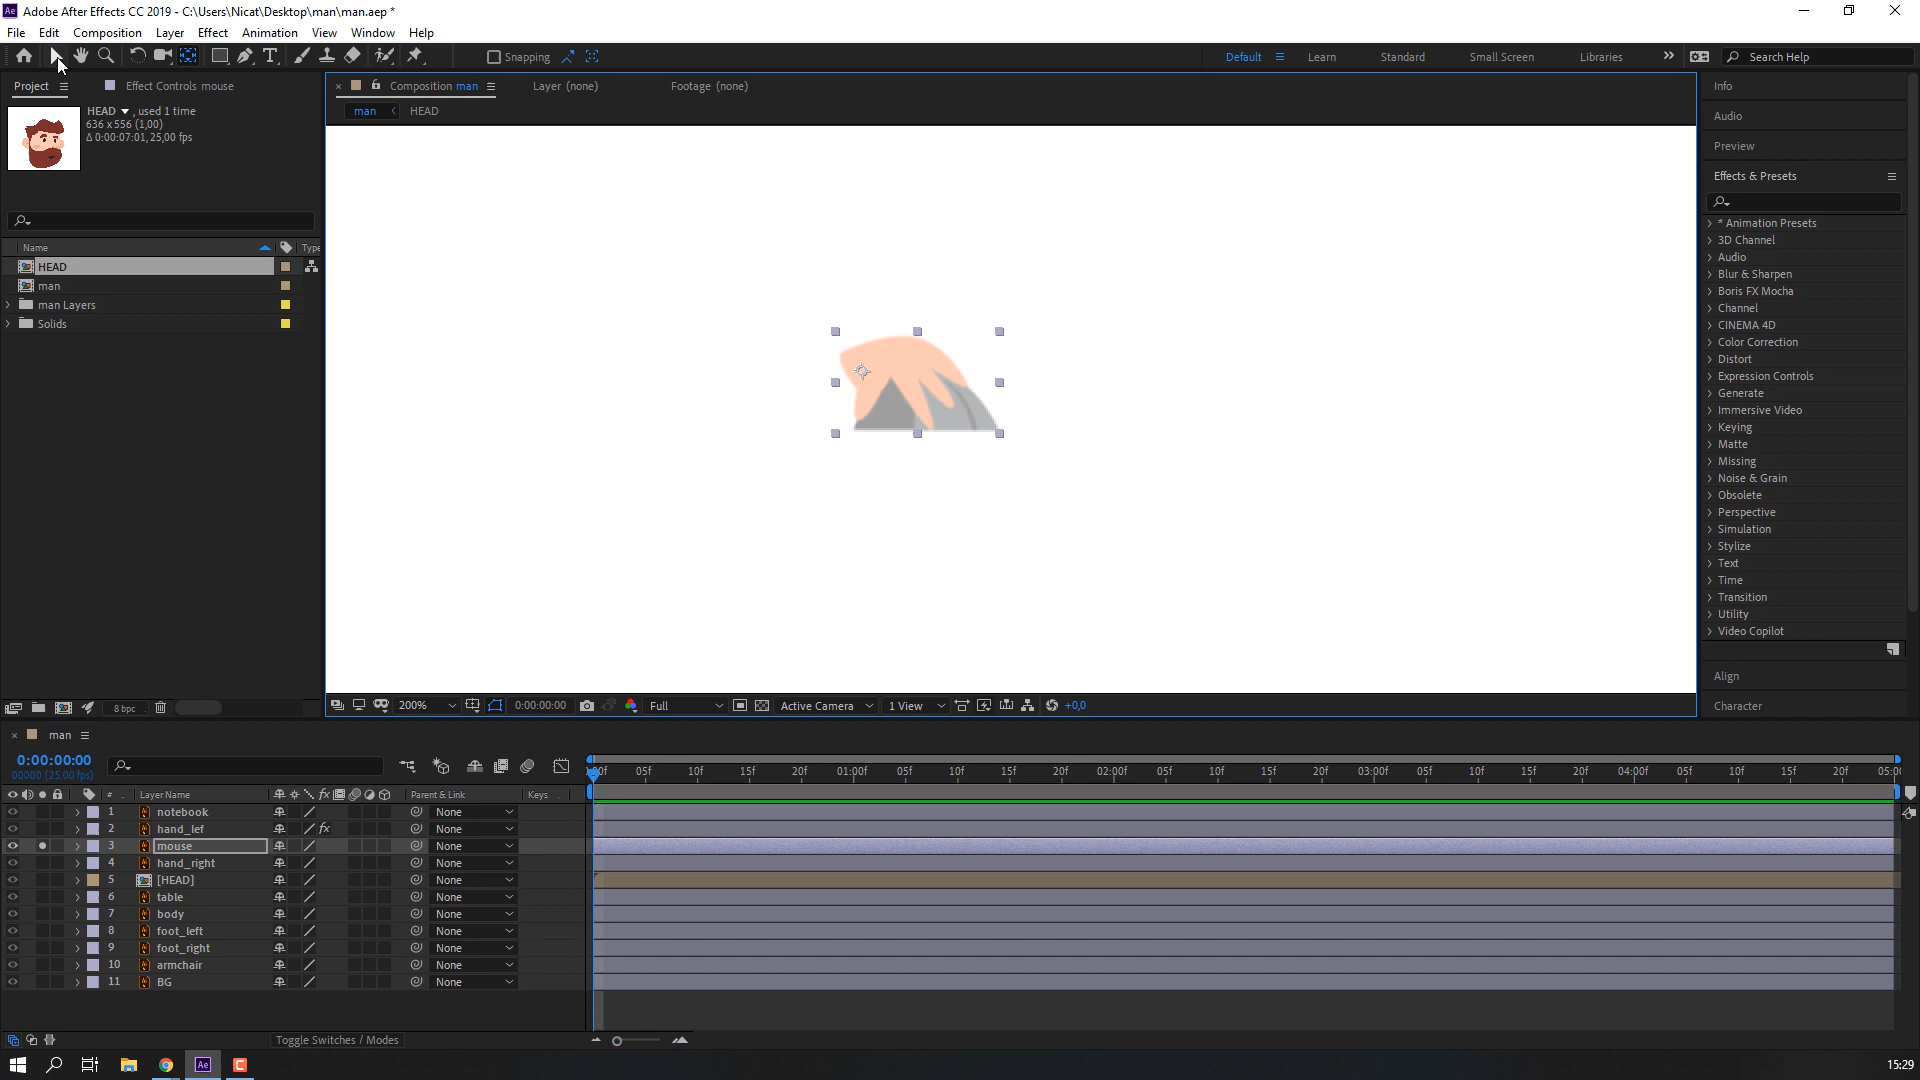 Adobe After Effects CC 2019 - C:\Users\Nicat\Desktop\man\man.aep *
File Edit Composition Layer Effect Animation View Window Help
Snapping
Default Learn Standard Small Screen Libraries Search Help
Project Effect Controls mouse
Composition man Layer (none) Footage (none)
man HEAD
HEAD , used 1 time
636 x 556 (1,00)
Δ 0:00:07:01, 25,00 fps
Name Type
HEAD
man
man Layers
Solids
8 bpc
Info
Audio
Preview
Effects & Presets
* Animation Presets
3D Channel
Audio
Blur & Sharpen
Boris FX Mocha
Channel
CINEMA 4D
Color Correction
Distort
Expression Controls
Generate
Immersive Video
Keying
Matte
Missing
Noise & Grain
Obsolete
Perspective
Simulation
Stylize
Text
Time
Transition
Utility
Video Copilot
Align
Character
200% 0:00:00:00 Full Active Camera 1 View +0,0
man
0:00:00:00
00000 (25.00 fps)
05f 10f 15f 20f 01:00f 05f 10f 15f 20f 02:00f 05f 10f 15f 20f 03:00f 05f 10f 15f 20f 04:00f 05f 10f 15f 20f 05:00
# Layer Name Parent & Link Keys
1 notebook None
2 hand_lef fx None
3 mouse None
4 hand_right None
5 [HEAD] None
6 table None
7 body None
8 foot_left None
9 foot_right None
10 armchair None
11 BG None
Toggle Switches / Modes
15:29